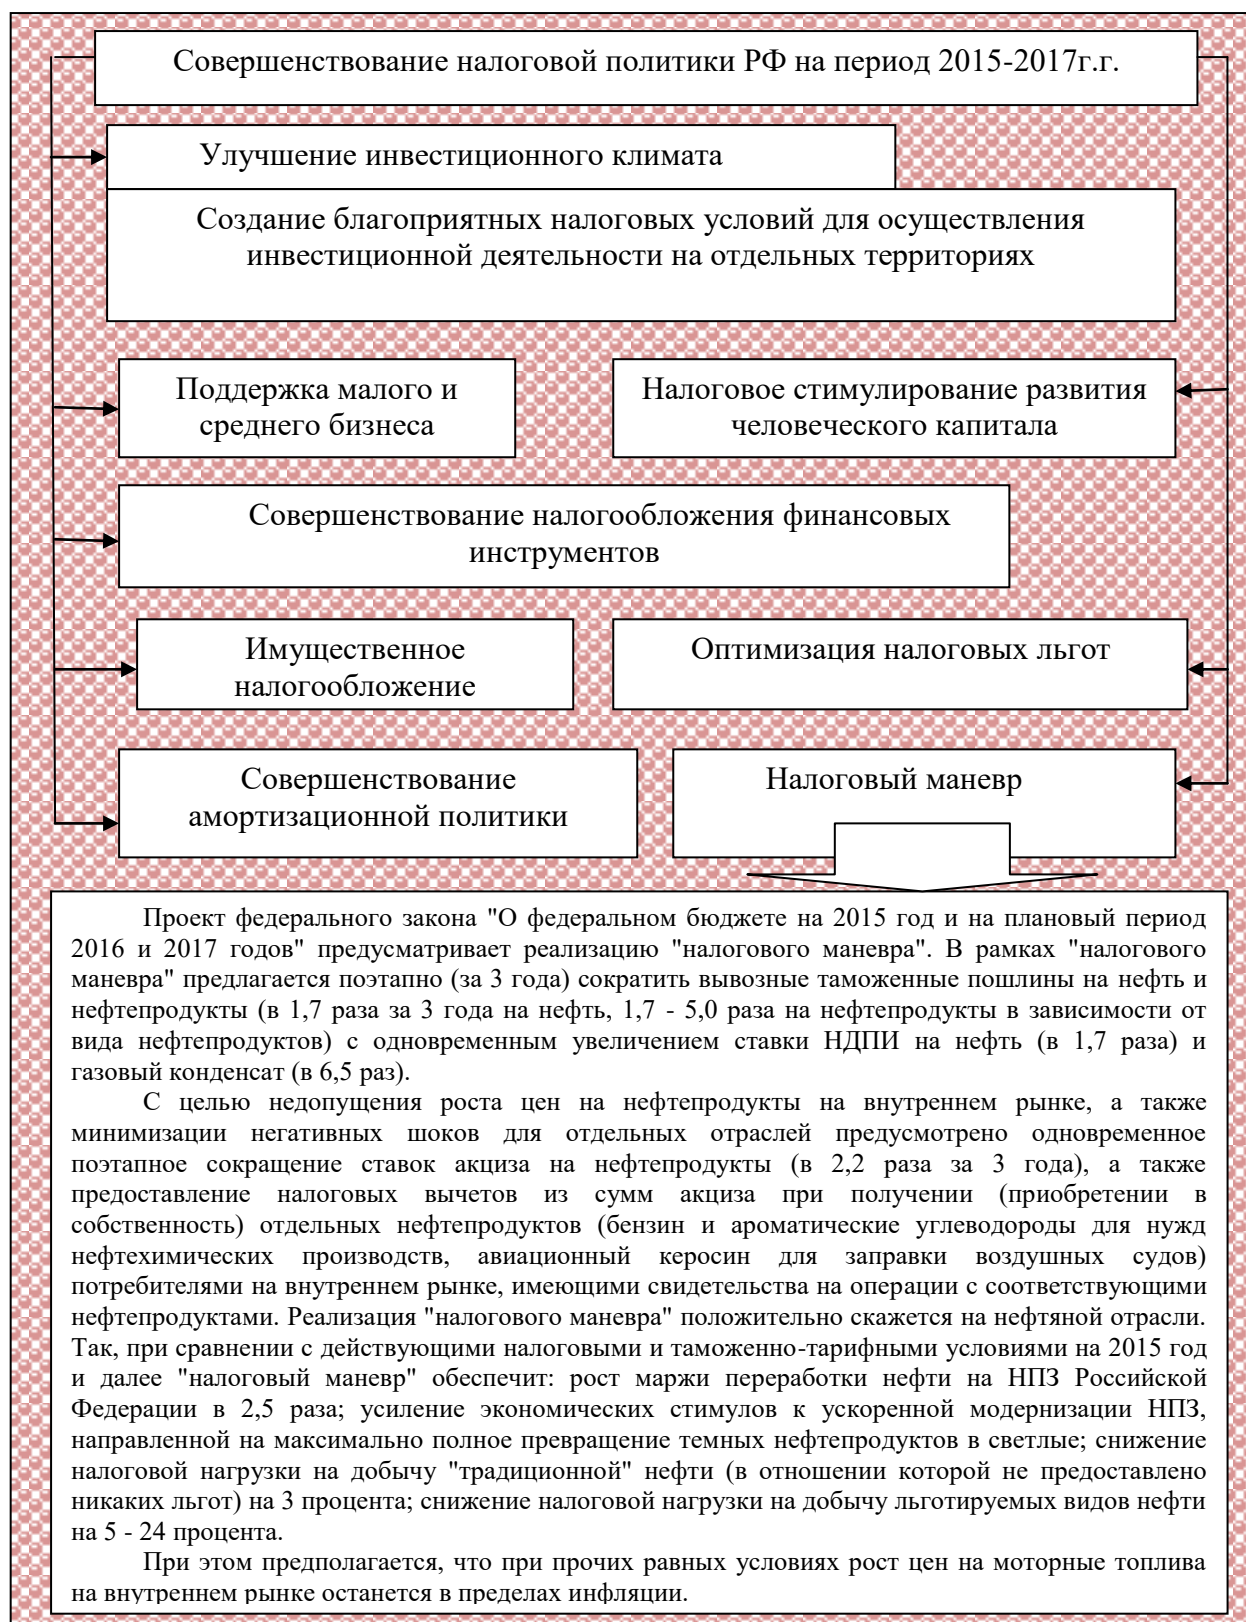 Совершенствование налоговой политики РФ на период 2015-2017г.г.
Улучшение инвестиционного климата
Создание благоприятных налоговых условий для осуществления
инвестиционной деятельности на отдельных территориях
Поддержка малого и
среднего бизнеса
Налоговое стимулирование развития
человеческого капитала
Совершенствование налогообложения финансовых
инструментов
Имущественное
налогообложение
Оптимизация налоговых льгот
Совершенствование
амортизационной политики
Налоговый маневр
Проект федерального закона "О федеральном бюджете на 2015 год и на плановый период
2016 и 2017 годов" предусматривает реализацию "налогового маневра". В рамках "налогового
маневра" предлагается поэтапно (за 3 года) сократить вывозные таможенные пошлины на нефть и
нефтепродукты (в 1,7 раза за 3 года на нефть, 1,7 - 5,0 раза на нефтепродукты в зависимости от
вида нефтепродуктов) с одновременным увеличением ставки НДПИ на нефть (в 1,7 раза) и
газовый конденсат (в 6,5 раз).
С целью недопущения роста цен на нефтепродукты на внутреннем рынке, а также
минимизации негативных шоков для отдельных отраслей предусмотрено одновременное
поэтапное сокращение ставок акциза на нефтепродукты (в 2,2 раза за 3 года), а также
предоставление налоговых вычетов из сумм акциза при получении (приобретении в
собственность) отдельных нефтепродуктов (бензин и ароматические углеводороды для нужд
нефтехимических производств, авиационный керосин для заправки воздушных судов)
потребителями на внутреннем рынке, имеющими свидетельства на операции с соответствующими
нефтепродуктами. Реализация "налогового маневра" положительно скажется на нефтяной отрасли.
Так, при сравнении с действующими налоговыми и таможенно-тарифными условиями на 2015 год
и далее "налоговый маневр" обеспечит: рост маржи переработки нефти на НПЗ Российской
Федерации в 2,5 раза; усиление экономических стимулов к ускоренной модернизации НПЗ,
направленной на максимально полное превращение темных нефтепродуктов в светлые; снижение
налоговой нагрузки на добычу "традиционной" нефти (в отношении которой не предоставлено
никаких льгот) на 3 процента; снижение налоговой нагрузки на добычу льготируемых видов нефти
на 5 - 24 процента.
При этом предполагается, что при прочих равных условиях рост цен на моторные топлива
на внутреннем рынке останется в пределах инфляции.